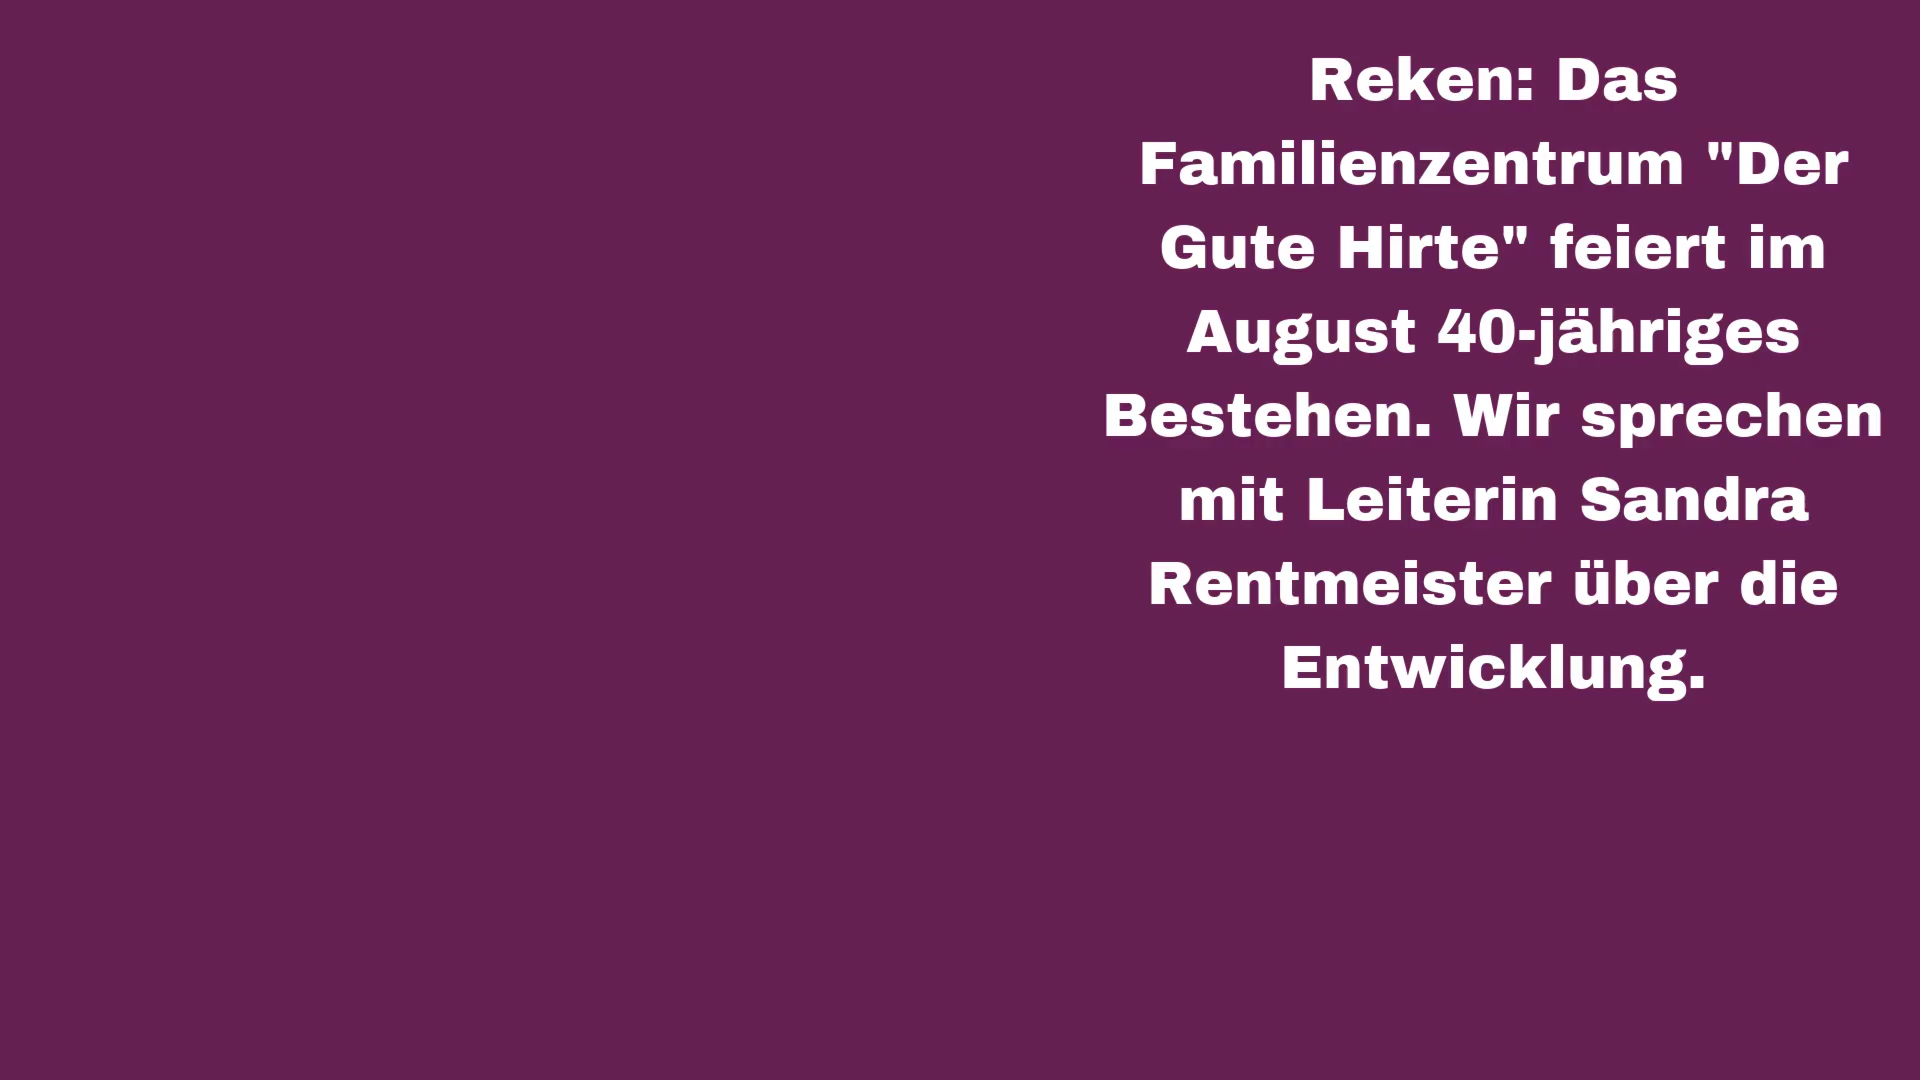 Reken: Das
Familienzentrum "Der
Gute Hirte" feiert im
August 40-jähriges
Bestehen. Wir sprechen
mit Leiterin Sandra
Rentmeister über die
Entwicklung.